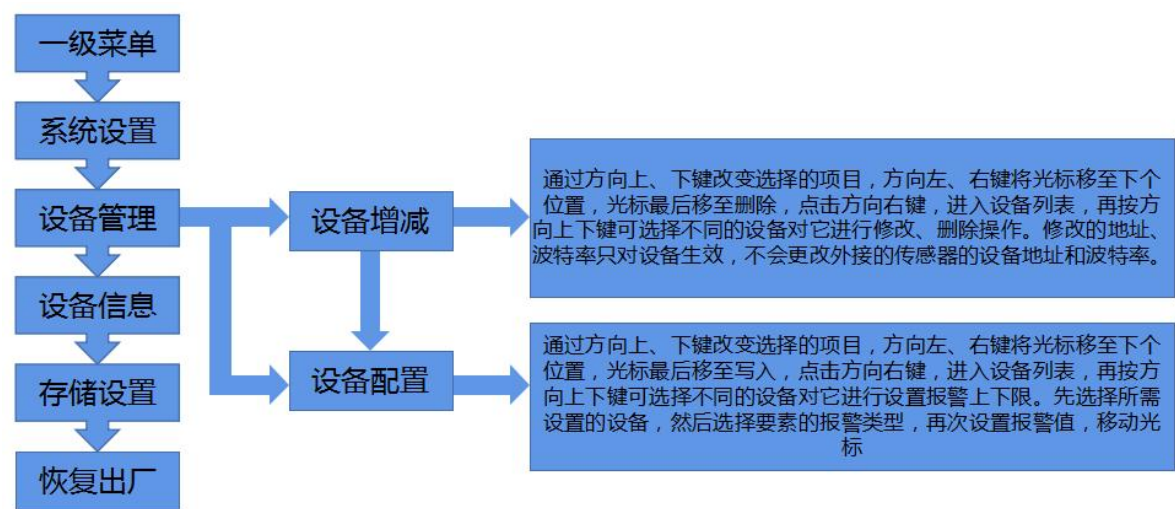 一级菜单
系统设置
设备管理
设备信息
存储设置
恢复出厂
设备增减
设备配置
通过方向上、下键改变选择的项目，方向左、右键将光标移至下个
位置，光标最后移至删除，点击方向右键，进入设备列表，再按方
向上下键可选择不同的设备对它进行修改、删除操作。修改的地址、
波特率只对设备生效，不会更改外接的传感器的设备地址和波特率。
通过方向上、下键改变选择的项目，方向左、右键将光标移至下个
位置，光标最后移至写入，点击方向右键，进入设备列表，再按方
向上下键可选择不同的设备对它进行设置报警上下限。先选择所需
设置的设备，然后选择要素的报警类型，再次设置报警值，移动光
标